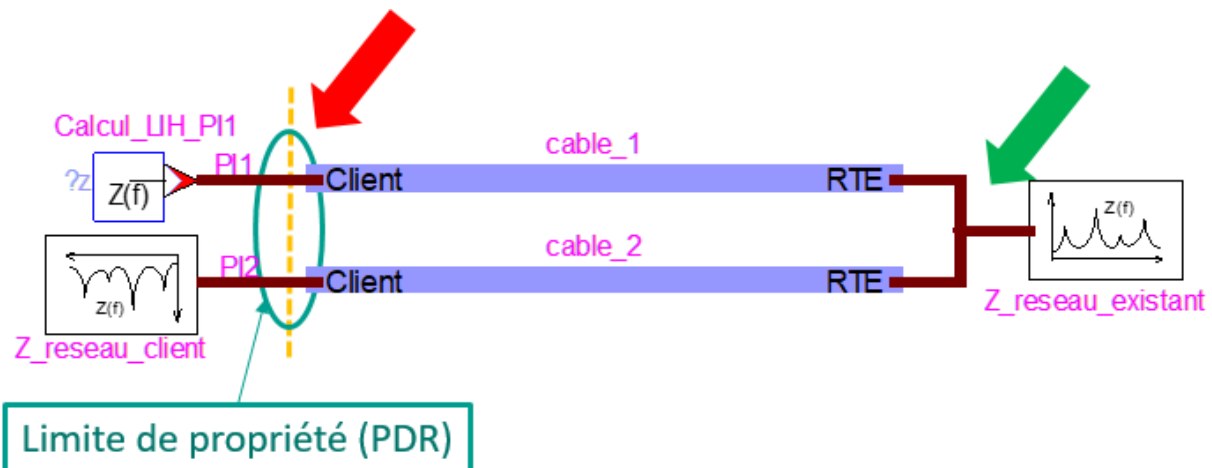 Calcul_LIH_PI1
PI1
cable_1
?z
Z(f)
Client
RTE
Z(f)
cable_2
PI2
Client
RTE
Z(f)
Z_reseau_existant
Z_reseau_client
Limite de propriété (PDR)